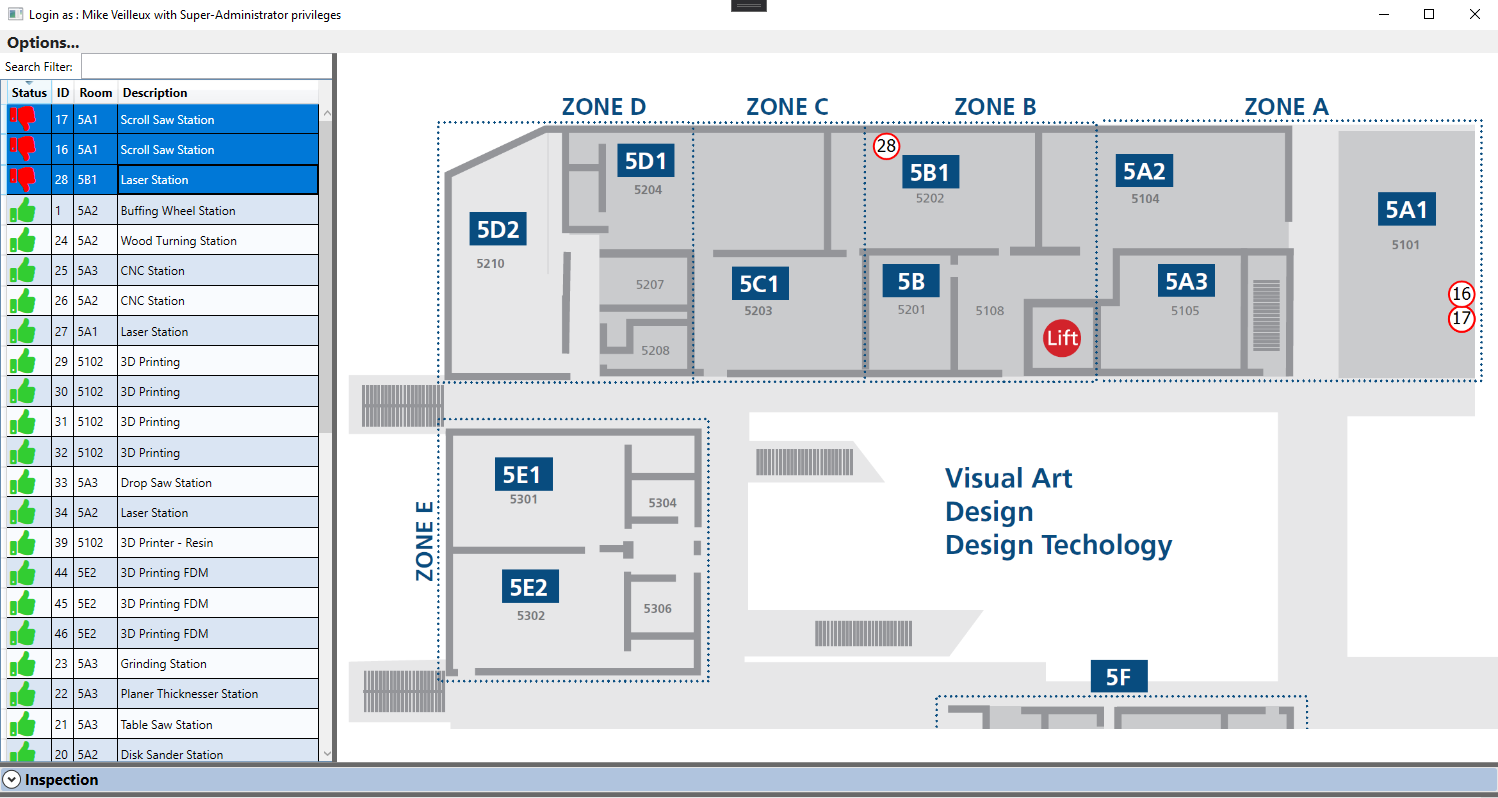 Login as : Mike Veilleux with Super-Administrator privileges
Options...
Search Filter:
Status ID Room Description
17 5A1 Scroll Saw Station
16 5A1 Scroll Saw Station
28 5B1 Laser Station
1 5A2 Buffing Wheel Station
24 5A2 Wood Turning Station
25 5A3 CNC Station
26 5A2 CNC Station
27 5A1 Laser Station
29 5102 3D Printing
30 5102 3D Printing
31 5102 3D Printing
32 5102 3D Printing
33 5A3 Drop Saw Station
34 5A2 Laser Station
39 5102 3D Printer - Resin
44 5E2 3D Printing FDM
45 5E2 3D Printing FDM
46 5E2 3D Printing FDM
23 5A3 Grinding Station
22 5A3 Planer Thicknesser Station
21 5A3 Table Saw Station
20 5A2 Disk Sander Station
ZONE D ZONE C ZONE B ZONE A
28
5D1
5204
5B1
5202
5A2
5104
5A1
5101
5D2
5210
5207
5208
5C1
5203
5B
5201
5108
Lift
5A3
5105
16
17
ZONE E
5E1
5301
5304
5E2
5302
5306
Visual Art
Design
Design Techology
5F
Inspection